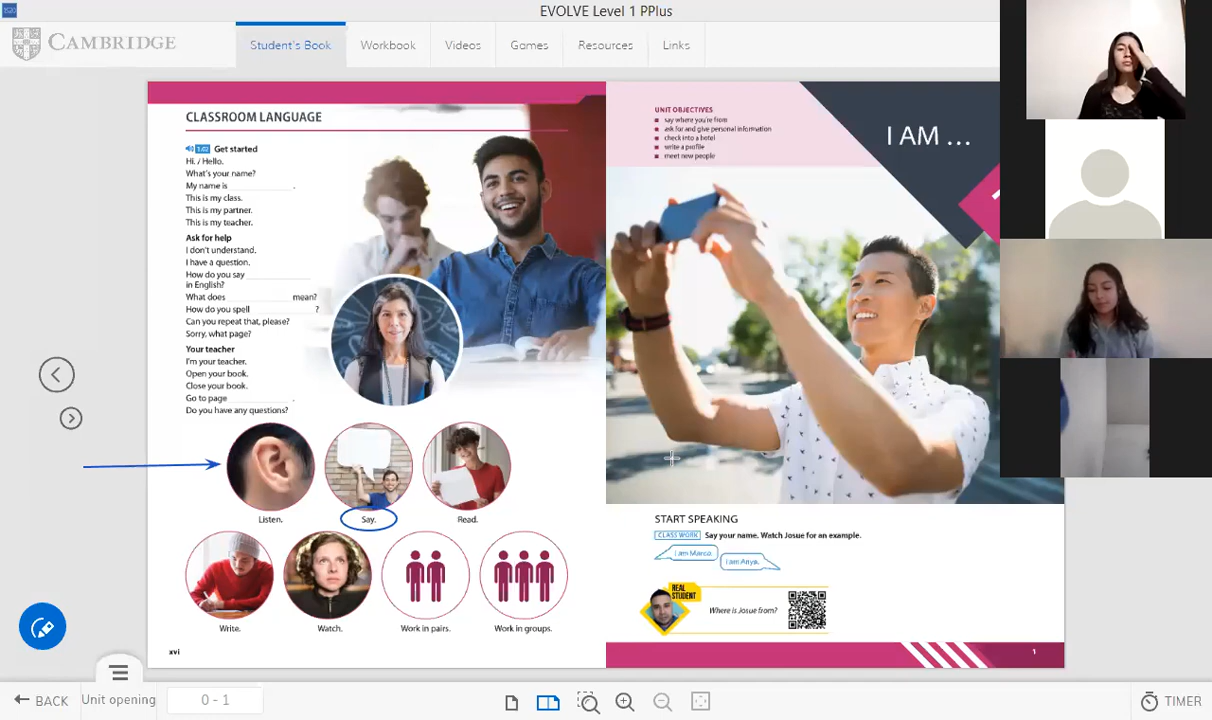 EVOLVE Level 1 PPlus
CAMBRIDGE
Student's Book
Workbook
Videos
Games
Resources
Links
CLASSROOM LANGUAGE
1.02 Get started
Hi. / Hello.
What's your name?
My name is ____________ .
This is my class.
This is my partner.
This is my teacher.
Ask for help
I don't understand.
I have a question.
How do you say ____________
in English?
What does ____________ mean?
How do you spell ____________ ?
Can you repeat that, please?
Sorry, what page?
Your teacher
I'm your teacher.
Open your book.
Close your book.
Go to page ____________ .
Do you have any questions?
Listen.
Say.
Read.
Write.
Watch.
Work in pairs.
Work in groups.
xvi
UNIT OBJECTIVES
say where you're from
ask for and give personal information
check into a hotel
write a profile
meet new people
I AM ...
START SPEAKING
CLASS WORK Say your name. Watch Josue for an example.
I am Marco.
I am Anya.
REAL
STUDENT
Where is Josue from?
1
BACK
Unit opening
0 - 1
TIMER